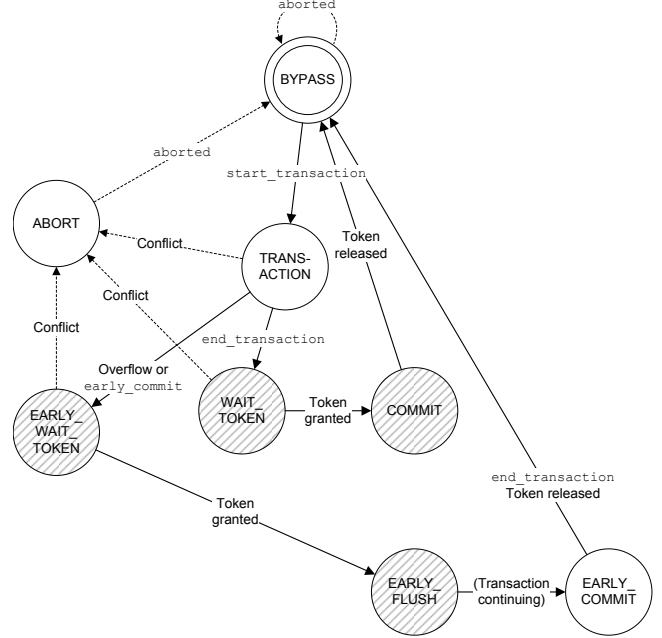 aborted
BYPASS
aborted
start_transaction
ABORT
Conflict
TRANS-
ACTION
Token
released
Conflict
Conflict
end_transaction
Overflow or
early_commit
EARLY_
WAIT_
TOKEN
WAIT_
TOKEN
Token
granted
COMMIT
end_transaction
Token released
Token
granted
EARLY_
FLUSH
(Transaction
continuing)
EARLY_
COMMIT